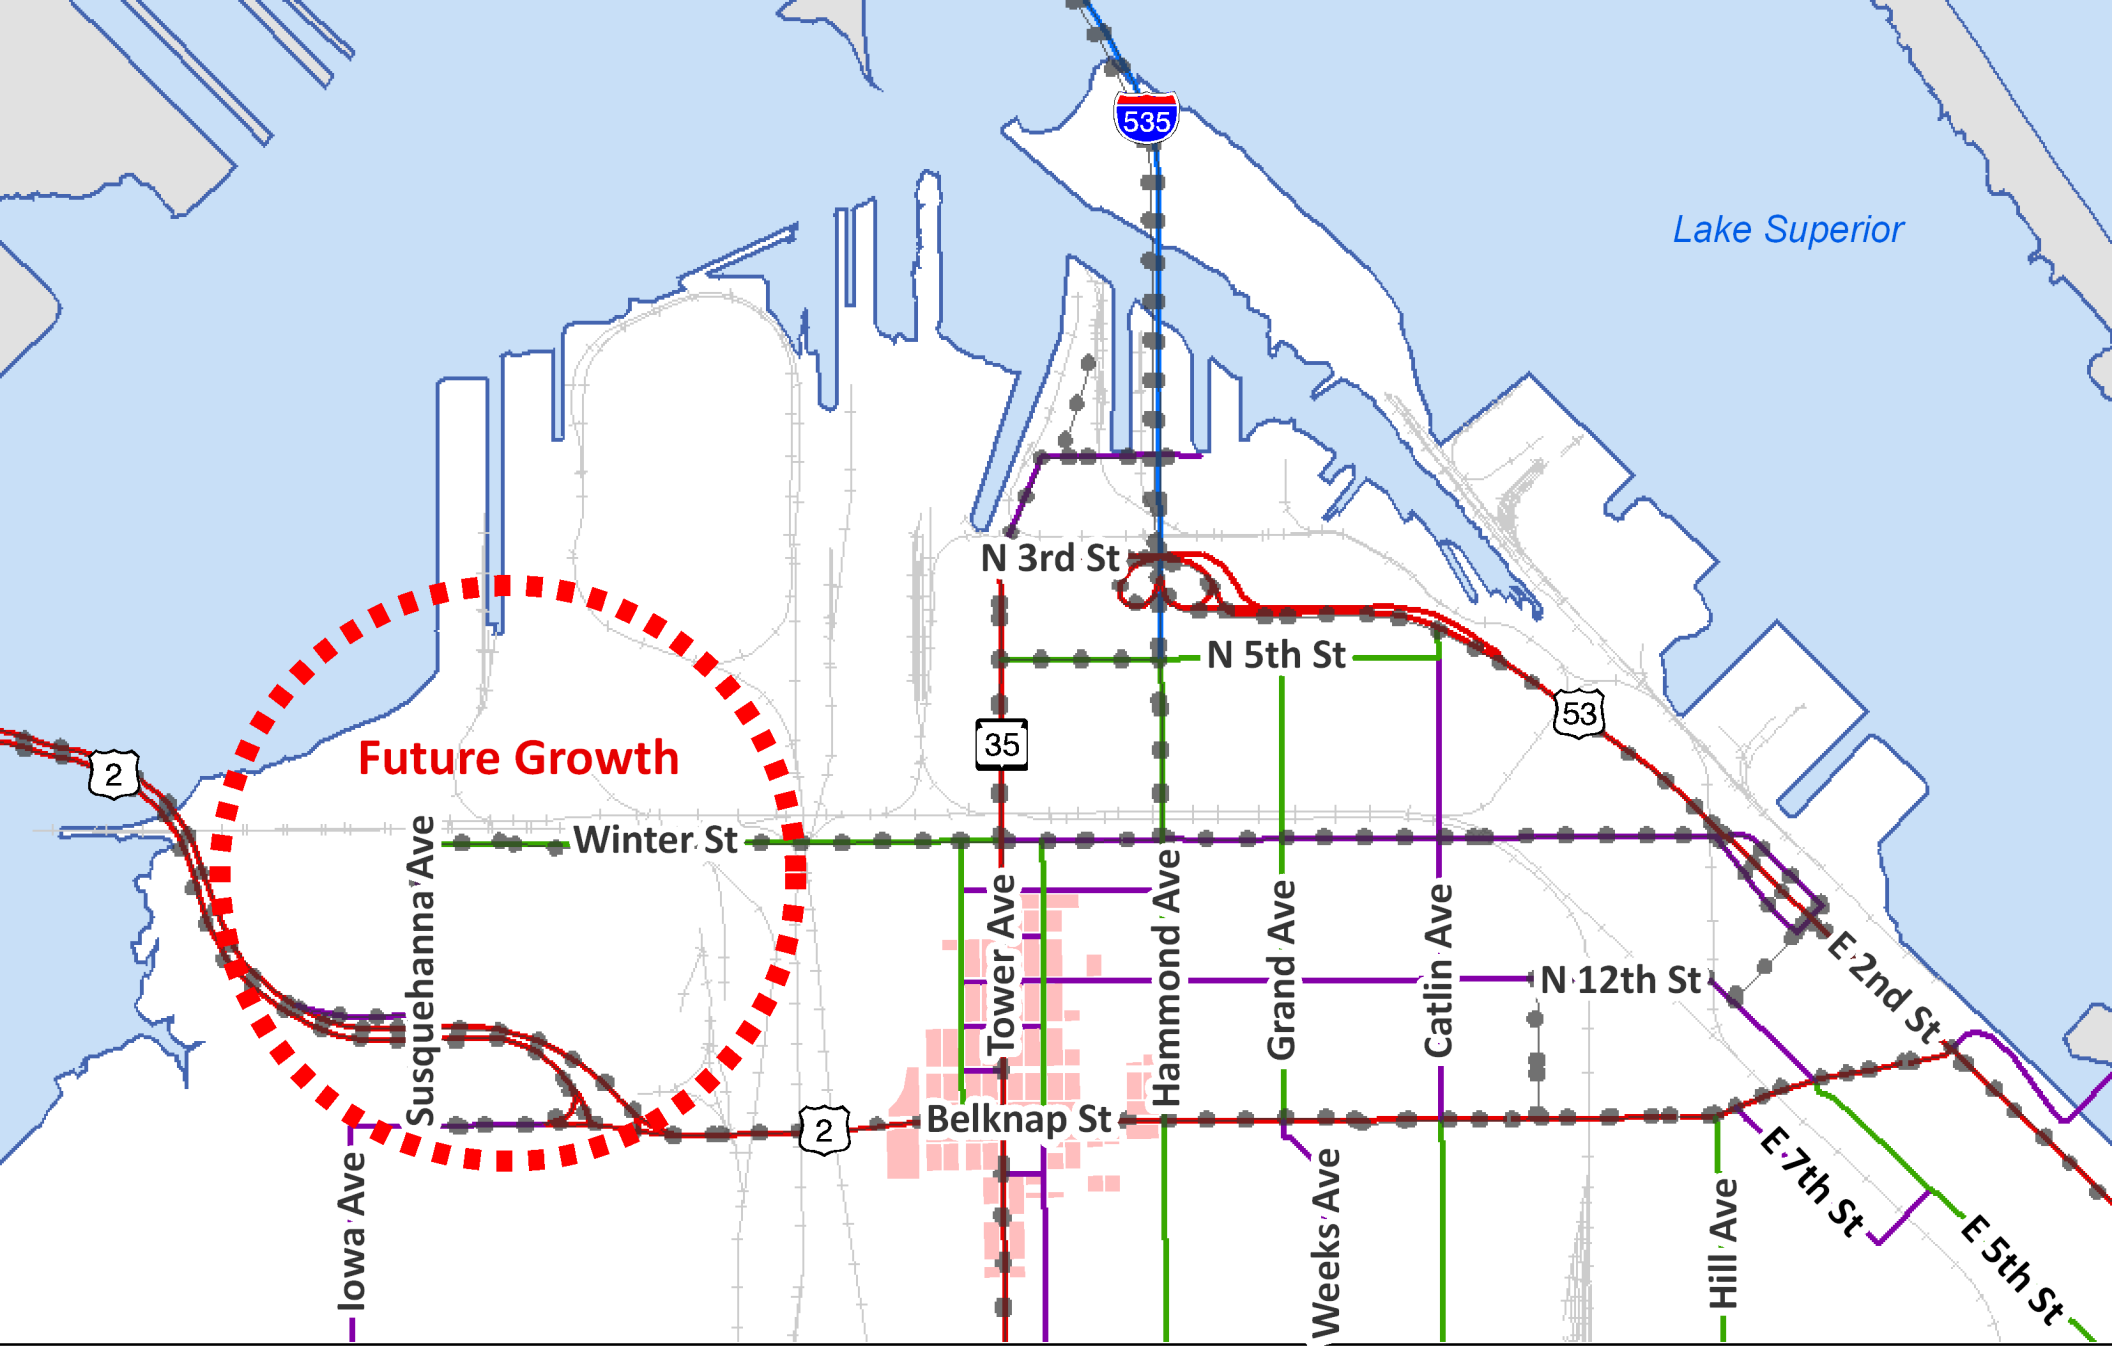 535
Lake Superior
N 3rd St
N 5th St
53
35
Future Growth
2
Winter St
Susquehanna Ave
Tower Ave
Hammond Ave
Grand Ave
Catlin Ave
N 12th St
E 2nd St
Belknap St
2
Iowa Ave
Weeks Ave
Hill Ave
E 7th St
E 5th St